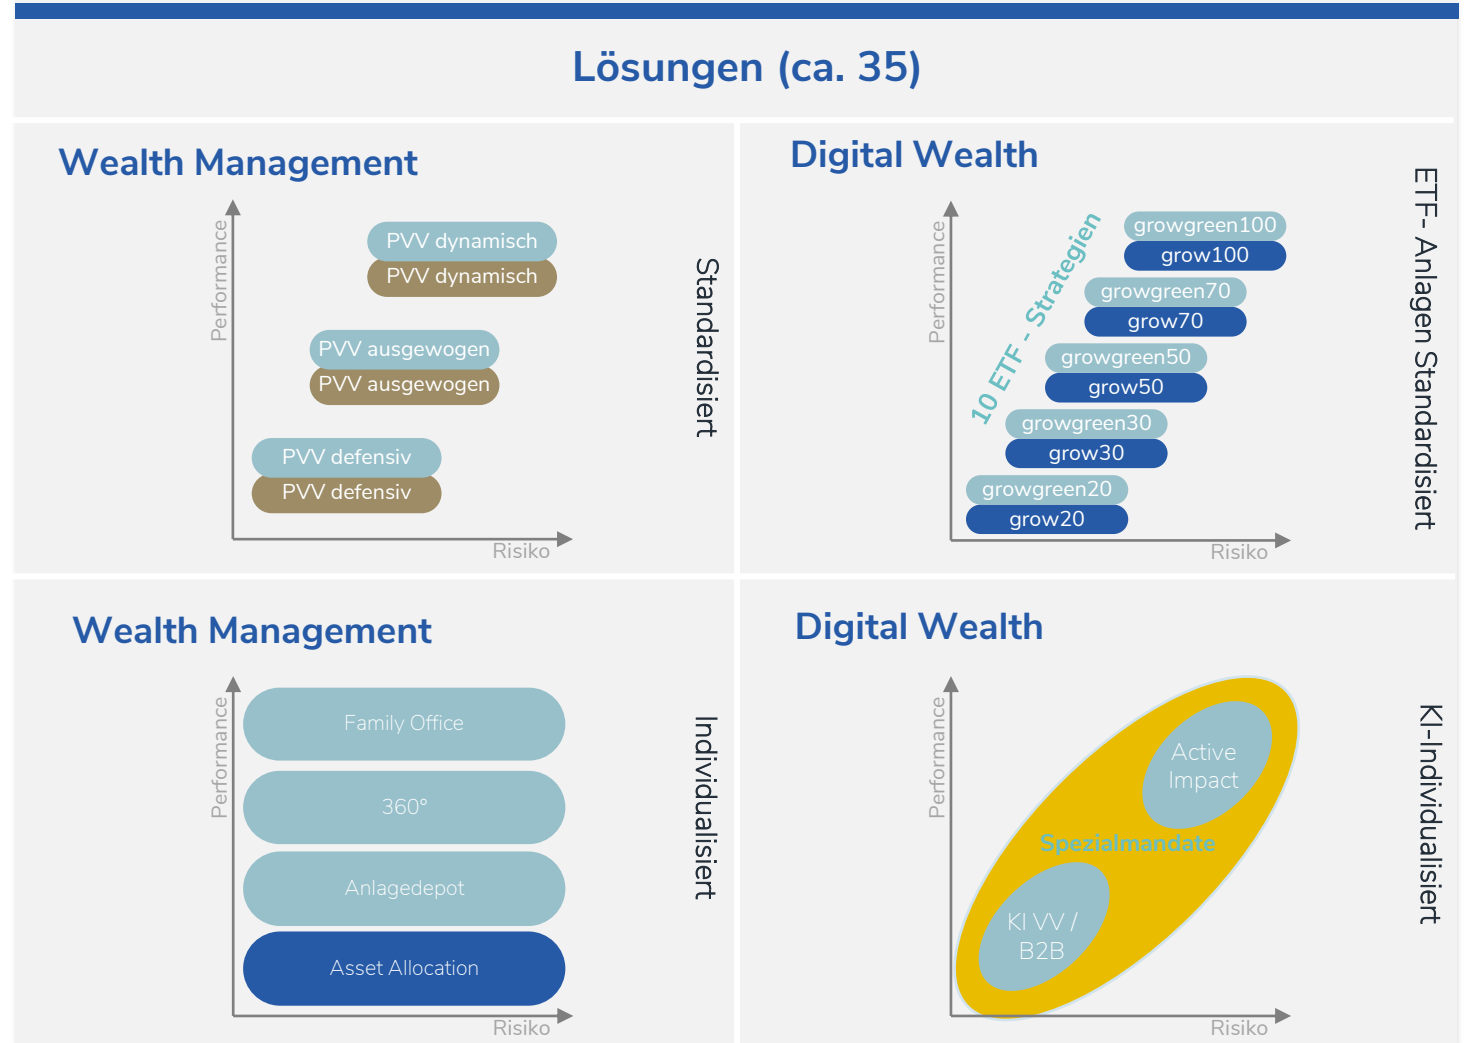 Lösungen (ca. 35)
Wealth Management
Performance
PVV dynamisch
PVV dynamisch
PVV ausgewogen
PVV ausgewogen
PVV defensiv
PVV defensiv
Risiko
Standardisiert
Digital Wealth
Performance
10 ETF - Strategien
growgreen100
grow100
growgreen70
grow70
growgreen50
grow50
growgreen30
grow30
growgreen20
grow20
Risiko
ETF- Anlagen Standardisiert
Wealth Management
Performance
Family Office
360°
Anlagedepot
Asset Allocation
Risiko
Individualisiert
Digital Wealth
Performance
Active
Impact
Spezialmandate
KI VV /
B2B
Risiko
KI-Individualisiert